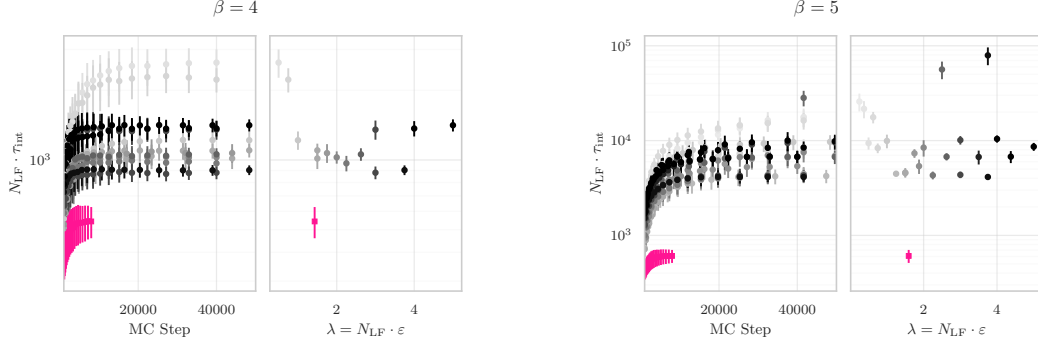 β = 4
N_LF · τ_int
10^3
20000 40000
MC Step
2 4
λ = N_LF · ε
β = 5
N_LF · τ_int
10^5
10^4
10^3
20000 40000
MC Step
2 4
λ = N_LF · ε